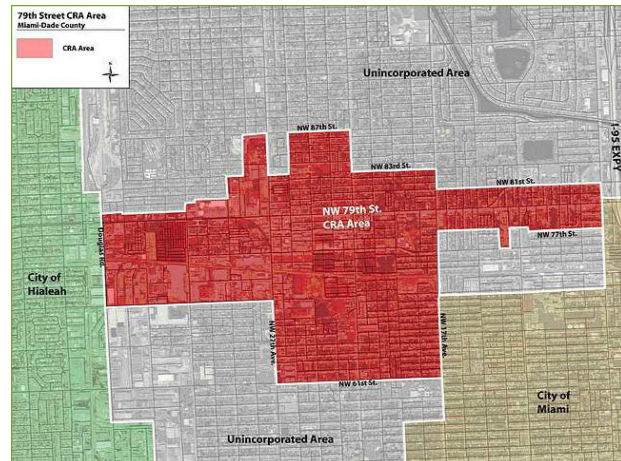 79th Street CRA Area
Miami-Dade County
CRA Area
N
Unincorporated Area
I-95 EXPY
NW 87th St.
NW 83rd St.
NW 81st St.
NW 79th St.
CRA Area
NW 77th St.
Douglas Rd.
City of
Hialeah
NW 27th Ave.
NW 17th Ave.
NW 61st St.
City of
Miami
Unincorporated Area